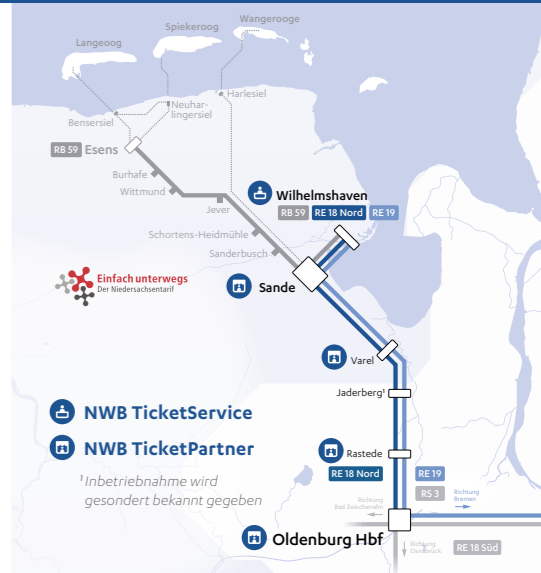 Wangerooge
Spiekeroog
Langeoog
Harlesiel
Neuhar-
lingersiel
Bensersiel
RB 59 Esens
Burhafe
Wittmund
Jever
Wilhelmshaven
RB 59 RE 18 Nord RE 19
Schortens-Heidmühle
Sanderbusch
Sande
Einfach unterwegs
Der Niedersachsentarif
Varel
Jaderberg¹
NWB TicketService
NWB TicketPartner
¹Inbetriebnahme wird
gesondert bekannt gegeben
Rastede
RE 18 Nord RE 19
RS 3
Richtung
Bad Zwischenahn
Richtung
Bremen
Oldenburg Hbf
Richtung
Osnabrück
RE 18 Süd